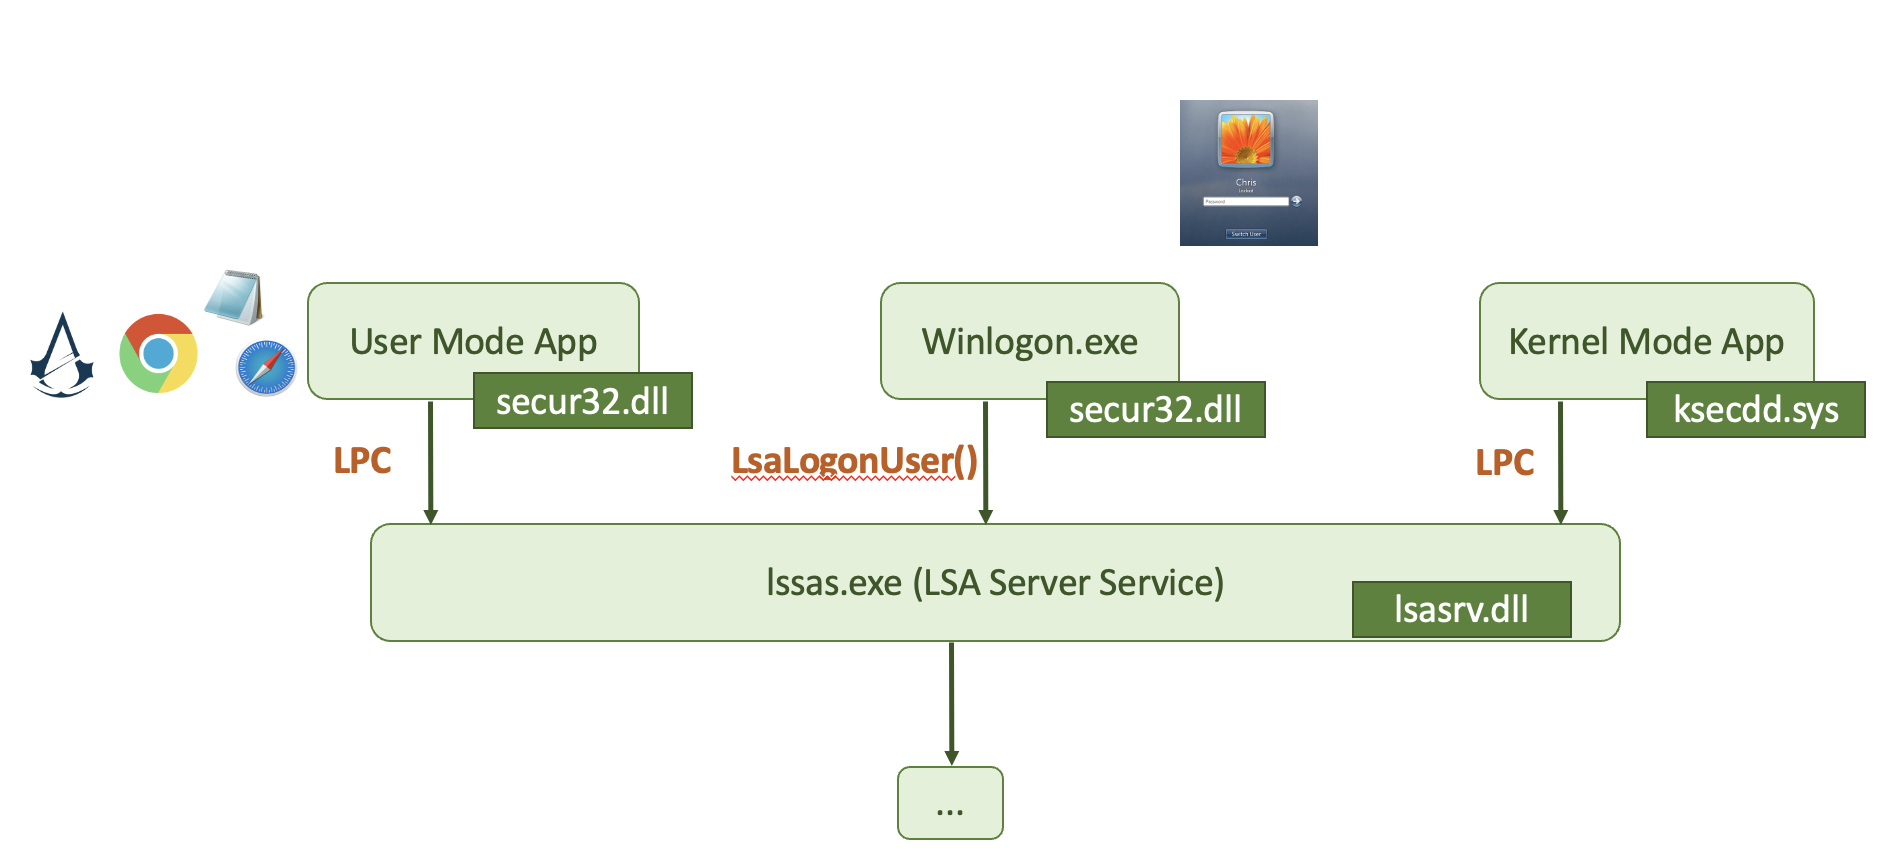 Chris
Locked
Password
Switch User
User Mode App
Winlogon.exe
Kernel Mode App
secur32.dll
secur32.dll
ksecdd.sys
LPC
LsaLogonUser()
LPC
lssas.exe (LSA Server Service)
lsasrv.dll
...